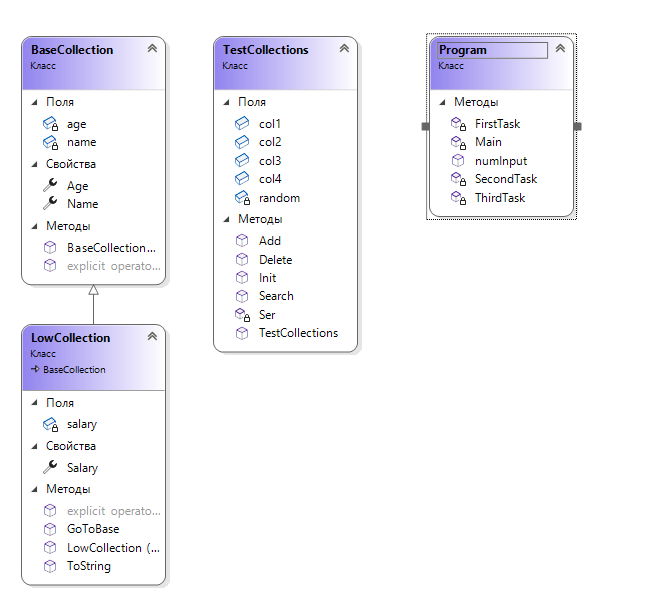 BaseCollection
Класс
Поля
age
name
Свойства
Age
Name
Методы
BaseCollection...
explicit operato...
LowCollection
Класс
BaseCollection
Поля
salary
Свойства
Salary
Методы
explicit operato...
GoToBase
LowCollection (...
ToString
TestCollections
Класс
Поля
col1
col2
col3
col4
random
Методы
Add
Delete
Init
Search
Ser
TestCollections
Program
Класс
Методы
FirstTask
Main
numInput
SecondTask
ThirdTask